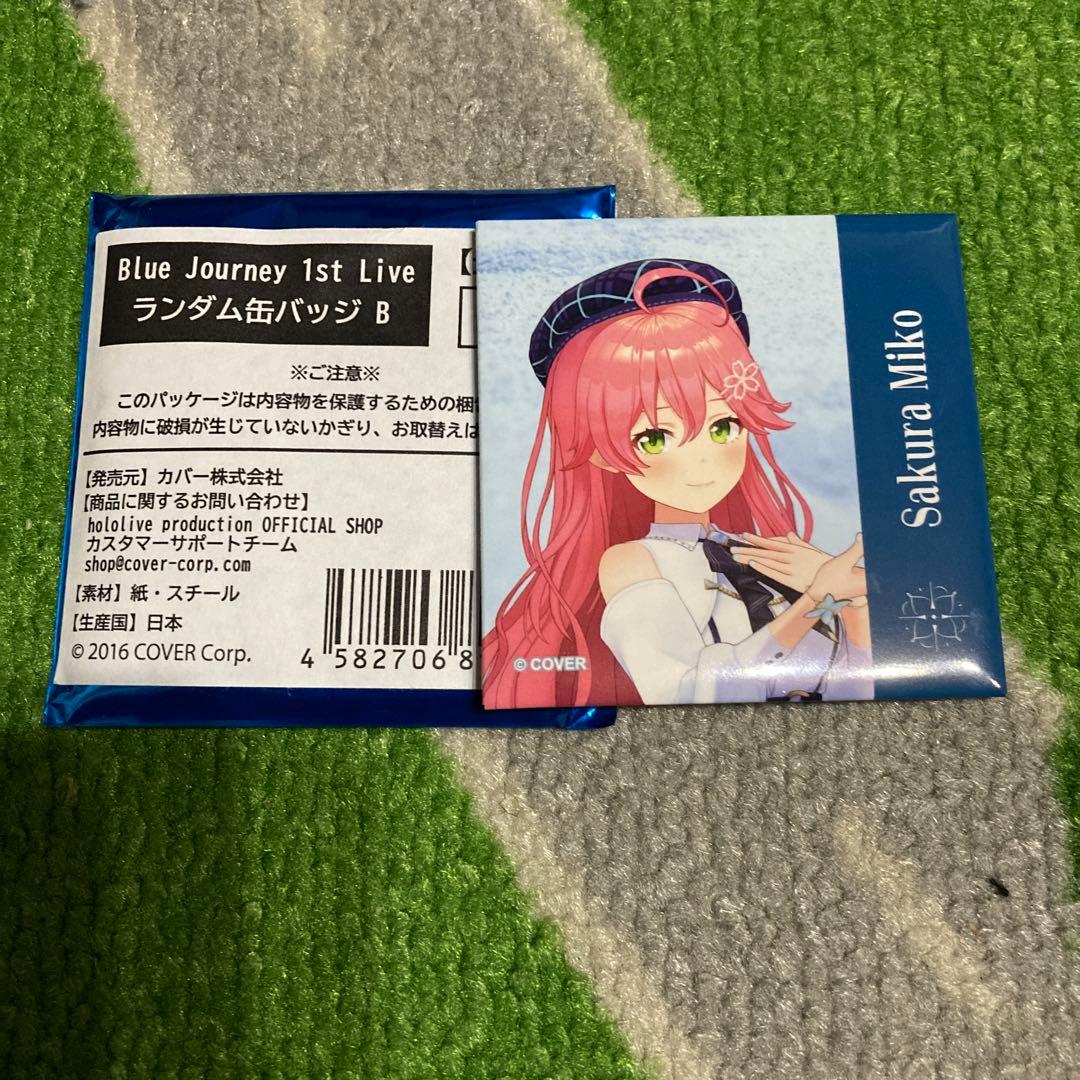 Blue Journey 1st Live
ランダム缶バッジ B
※ご注意※
このパッケージは内容物を保護するための
内容物に破損が生じていないかぎり、お取替えは
【発売元】カバー株式会社
【商品に関するお問い合わせ】
hololive production OFFICIAL SHOP
カスタマーサポートチーム
shop@cover-corp.com
【素材】紙・スチール
【生産国】日本
© 2016 COVER Corp.
4 582706 8
© COVER
Sakura Miko